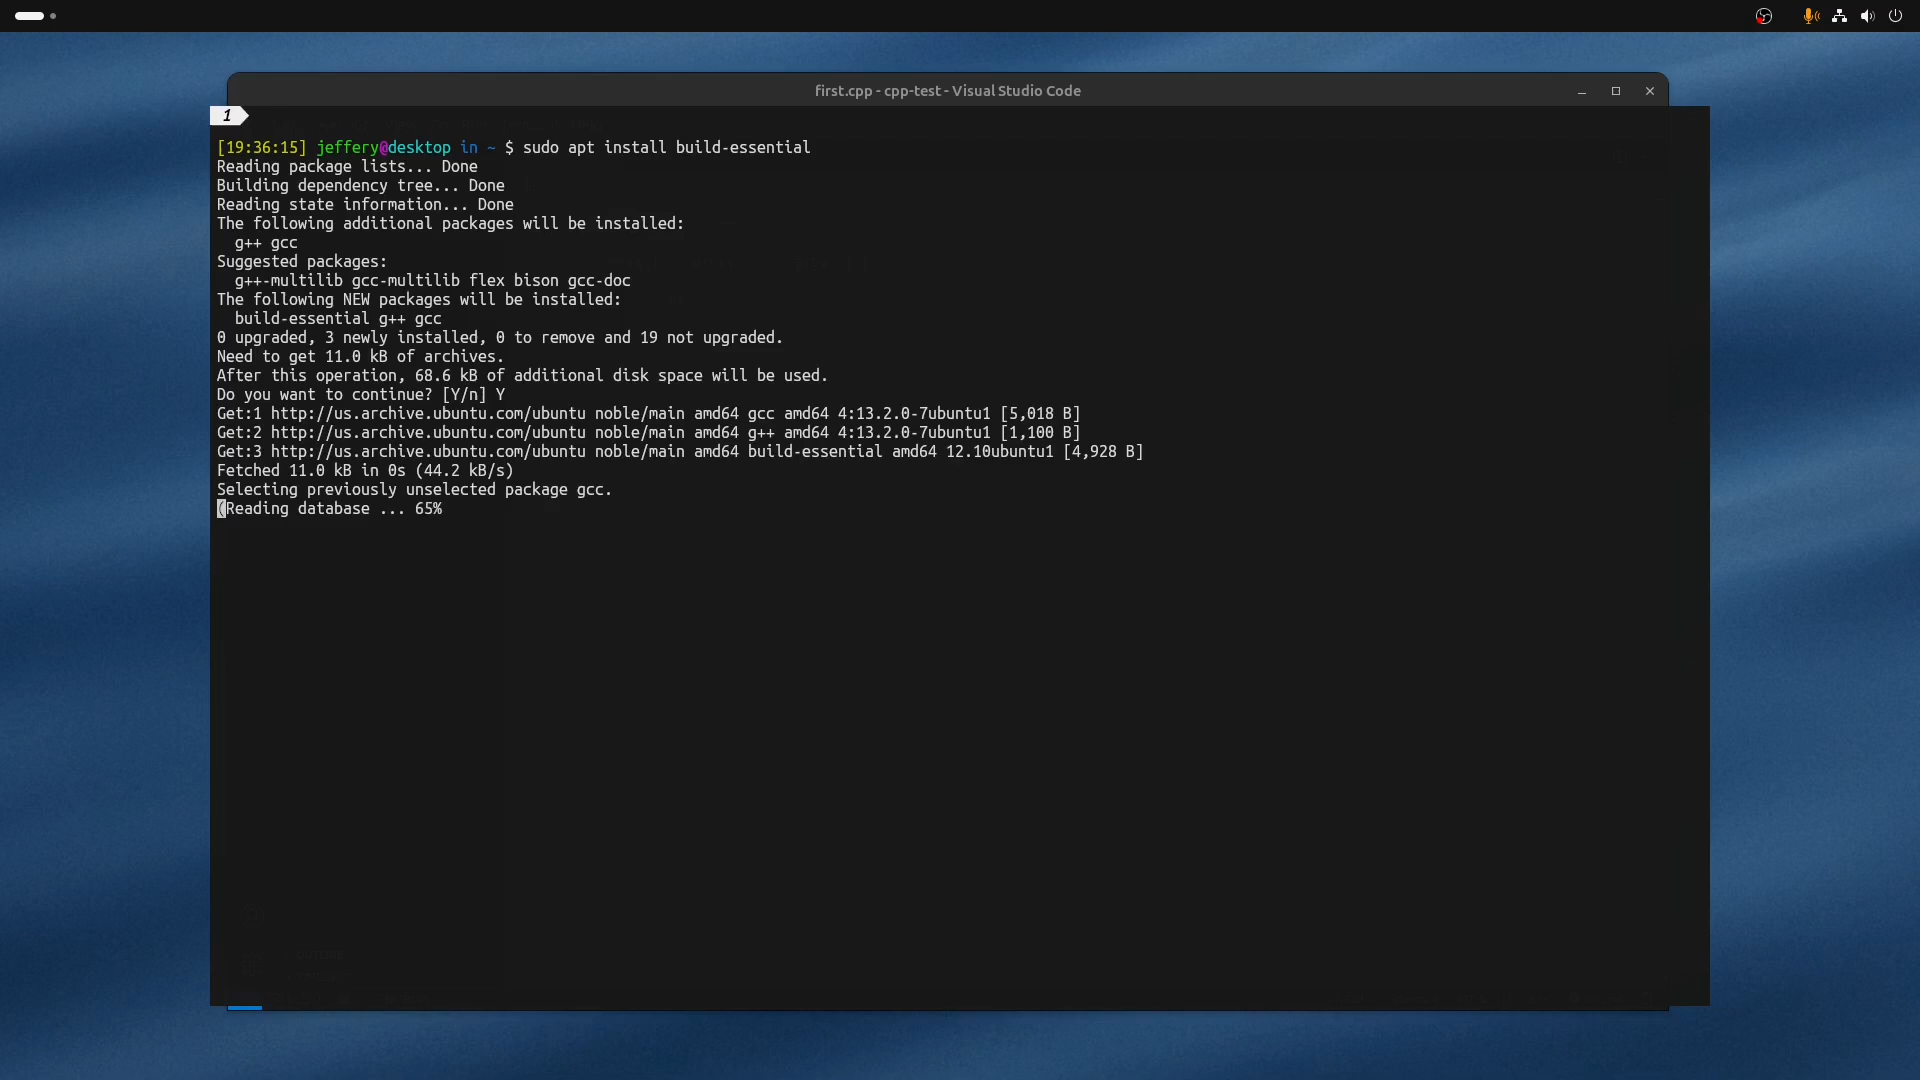 first.cpp - cpp-test - Visual Studio Code
1
[19:36:15] jeffery@desktop in ~ $ sudo apt install build-essential
Reading package lists... Done
Building dependency tree... Done
Reading state information... Done
The following additional packages will be installed:
  g++ gcc
Suggested packages:
  g++-multilib gcc-multilib flex bison gcc-doc
The following NEW packages will be installed:
  build-essential g++ gcc
0 upgraded, 3 newly installed, 0 to remove and 19 not upgraded.
Need to get 11.0 kB of archives.
After this operation, 68.6 kB of additional disk space will be used.
Do you want to continue? [Y/n] Y
Get:1 http://us.archive.ubuntu.com/ubuntu noble/main amd64 gcc amd64 4:13.2.0-7ubuntu1 [5,018 B]
Get:2 http://us.archive.ubuntu.com/ubuntu noble/main amd64 g++ amd64 4:13.2.0-7ubuntu1 [1,100 B]
Get:3 http://us.archive.ubuntu.com/ubuntu noble/main amd64 build-essential amd64 12.10ubuntu1 [4,928 B]
Fetched 11.0 kB in 0s (44.2 kB/s)
Selecting previously unselected package gcc.
(Reading database ... 65%